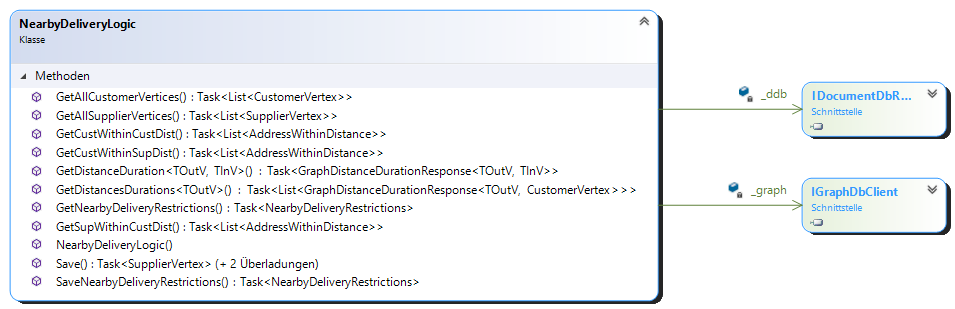 NearbyDeliveryLogic
Klasse
Methoden
GetAllCustomerVertices() : Task<List<CustomerVertex>>
GetAllSupplierVertices() : Task<List<SupplierVertex>>
GetCustWithinCustDist() : Task<List<AddressWithinDistance>>
GetCustWithinSupDist() : Task<List<AddressWithinDistance>>
GetDistanceDuration<TOutV, TInV>() : Task<GraphDistanceDurationResponse<TOutV, TInV>>
GetDistancesDurations<TOutV>() : Task<List<GraphDistanceDurationResponse<TOutV, CustomerVertex>>>
GetNearbyDeliveryRestrictions() : Task<NearbyDeliveryRestrictions>
GetSupWithinCustDist() : Task<List<AddressWithinDistance>>
NearbyDeliveryLogic()
Save() : Task<SupplierVertex> (+ 2 Überladungen)
SaveNearbyDeliveryRestrictions() : Task<NearbyDeliveryRestrictions>
_ddb
IDocumentDbR...
Schnittstelle
_graph
IGraphDbClient
Schnittstelle